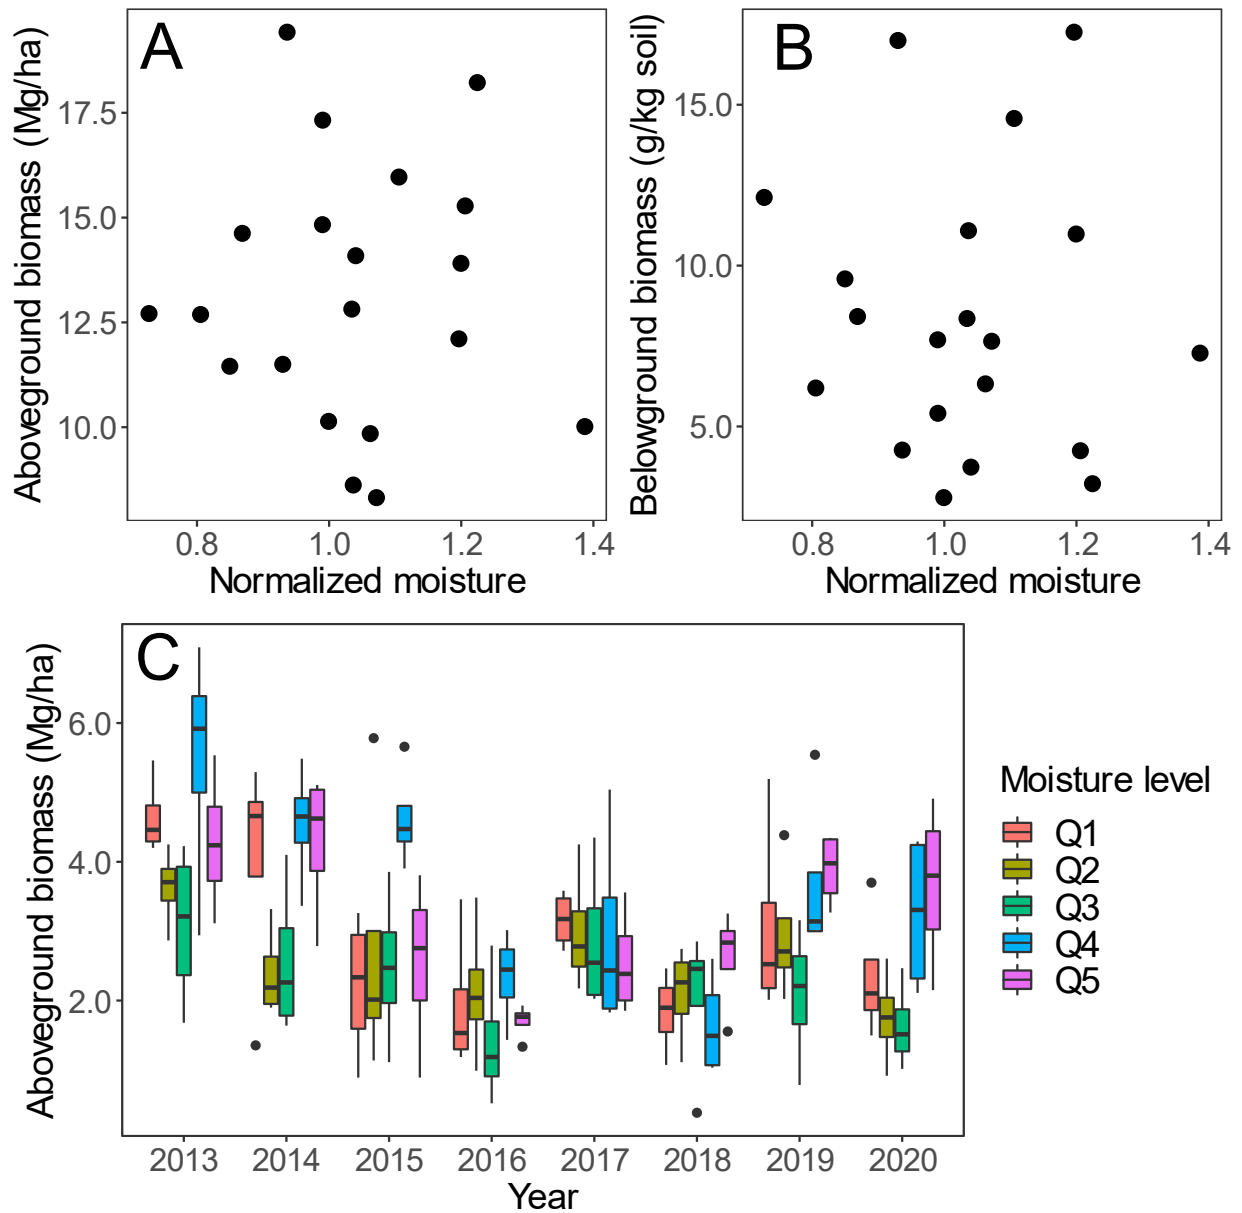 A
Aboveground biomass (Mg/ha)
17.5
15.0
12.5
10.0
0.8 1.0 1.2 1.4
Normalized moisture
B
Belowground biomass (g/kg soil)
15.0
10.0
5.0
0.8 1.0 1.2 1.4
Normalized moisture
C
Aboveground biomass (Mg/ha)
6.0
4.0
2.0
2013 2014 2015 2016 2017 2018 2019 2020
Year
Moisture level
Q1
Q2
Q3
Q4
Q5